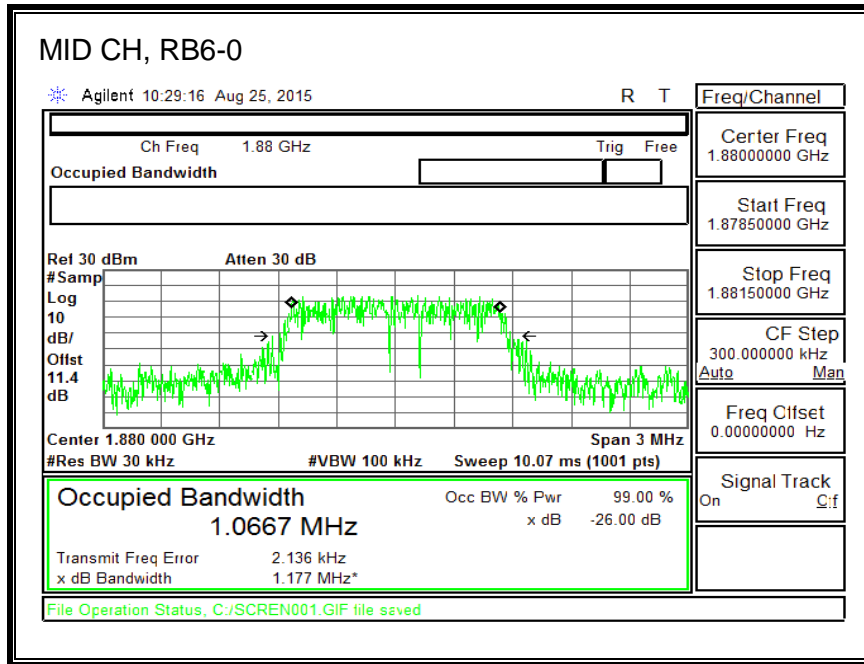 MID CH, RB6-0
Agilent 10:29:16 Aug 25, 2015 R T
Freq/Channel
Ch Freq 1.88 GHz Trig Free
Occupied Bandwidth
Center Freq
1.88000000 GHz
Start Freq
1.87850000 GHz
Stop Freq
1.88150000 GHz
CF Step
300.000000 kHz
Auto Man
Freq Offset
0.00000000 Hz
Signal Track
On Off
Ref 30 dBm Atten 30 dB
#Samp
Log
10
dB/
Offst
11.4
dB
Center 1.880 000 GHz Span 3 MHz
#Res BW 30 kHz #VBW 100 kHz Sweep 10.07 ms (1001 pts)
Occupied Bandwidth
1.0667 MHz
Occ BW % Pwr 99.00 %
x dB -26.00 dB
Transmit Freq Error 2.136 kHz
x dB Bandwidth 1.177 MHz*
File Operation Status, C:/SCREN001.GIF file saved